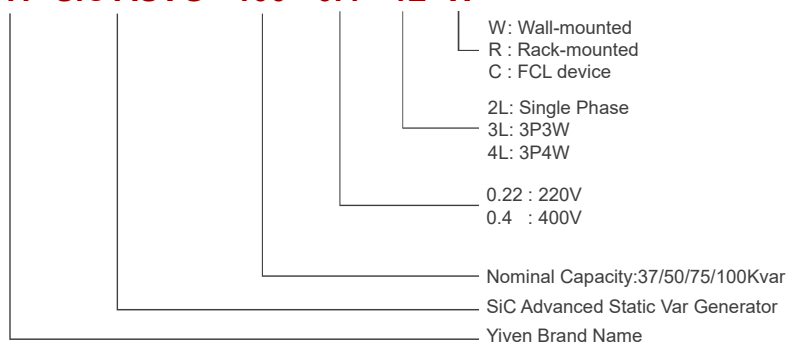 W: Wall-mounted
R : Rack-mounted
C : FCL device
2L: Single Phase
3L: 3P3W
4L: 3P4W
0.22 : 220V
0.4 : 400V
Nominal Capacity:37/50/75/100Kvar
SiC Advanced Static Var Generator
Yiven Brand Name